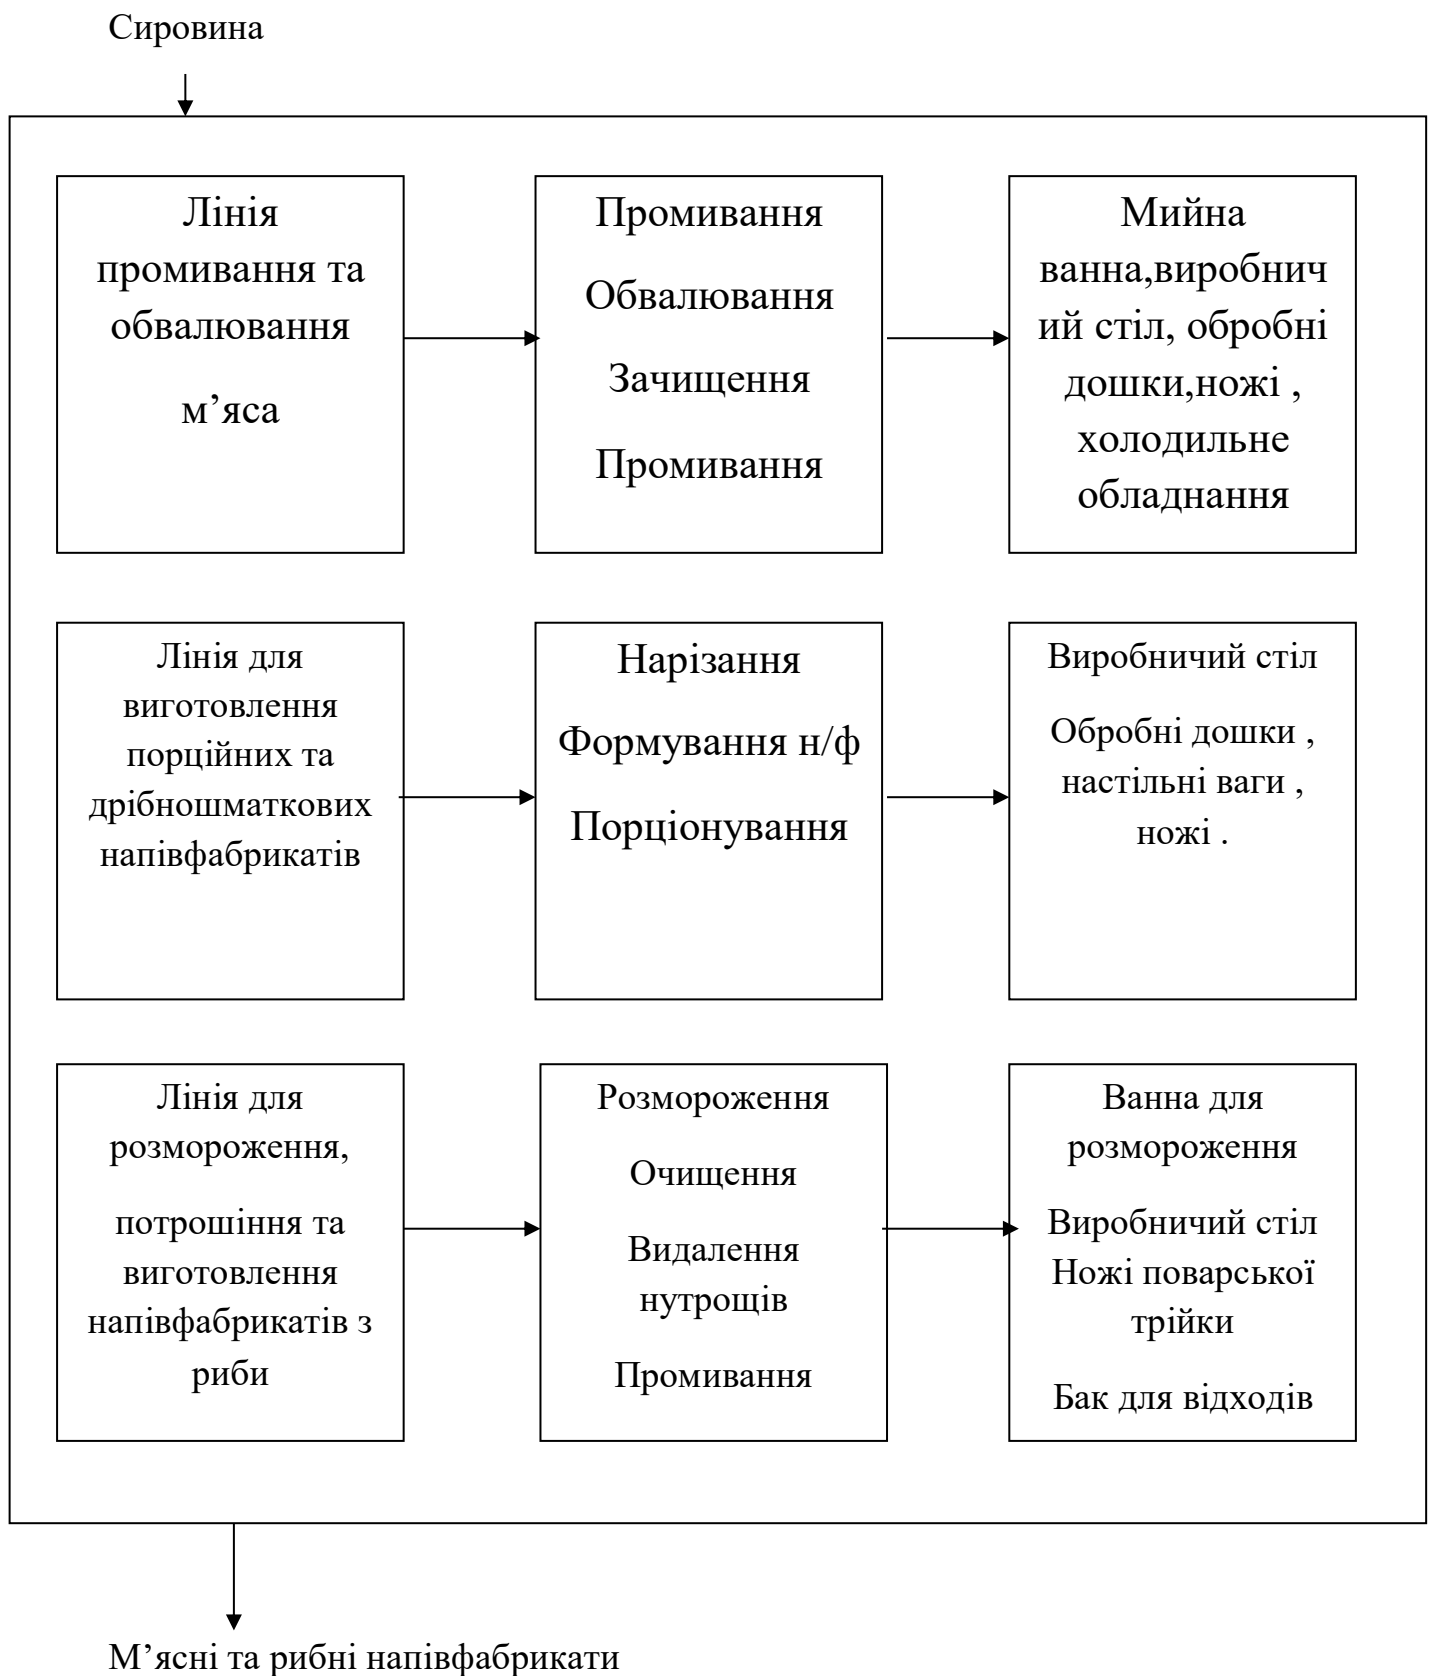 Сировина
Лінія
промивання та
обвалювання
м’яса
Промивання
Обвалювання
Зачищення
Промивання
Мийна
ванна,виробнич
ий стіл, обробні
дошки,ножі ,
холодильне
обладнання
Лінія для
виготовлення
порційних та
дрібношматкових
напівфабрикатів
Нарізання
Формування н/ф
Порціонування
Виробничий стіл
Обробні дошки ,
настільні ваги ,
ножі .
Лінія для
розмороження,
потрошіння та
виготовлення
напівфабрикатів з
риби
Розмороження
Очищення
Видалення
нутрощів
Промивання
Ванна для
розмороження
Виробничий стіл
Ножі поварської
трійки
Бак для відходів
М’ясні та рибні напівфабрикати